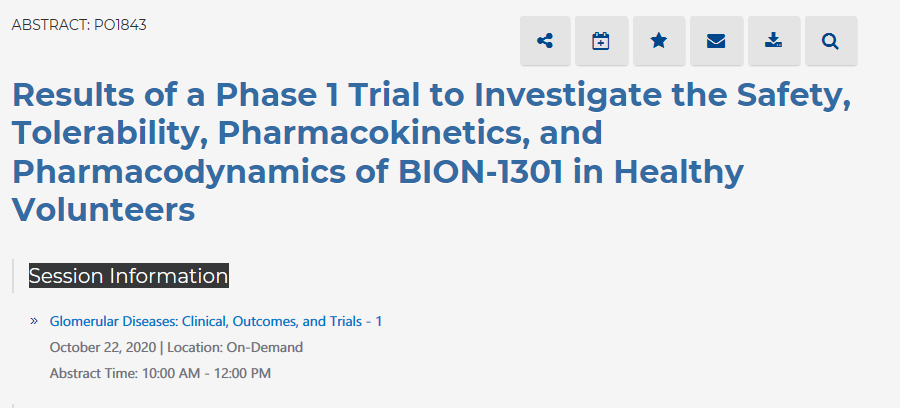 ABSTRACT: PO1843
Results of a Phase 1 Trial to Investigate the Safety,
Tolerability, Pharmacokinetics, and
Pharmacodynamics of BION-1301 in Healthy
Volunteers
Session Information
» Glomerular Diseases: Clinical, Outcomes, and Trials - 1
October 22, 2020 | Location: On-Demand
Abstract Time: 10:00 AM - 12:00 PM